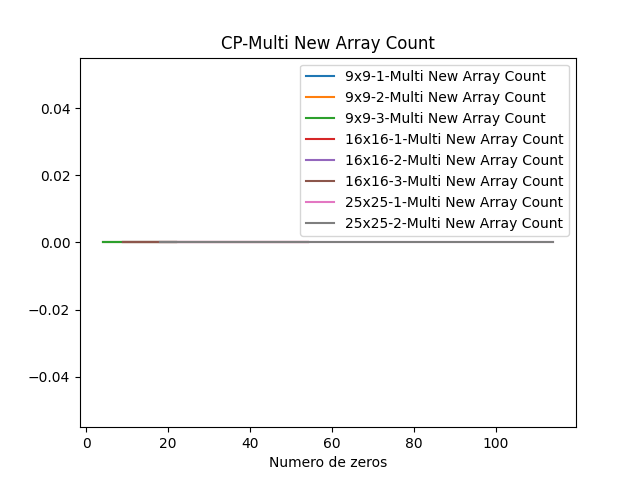 CP-Multi New Array Count
9x9-1-Multi New Array Count
9x9-2-Multi New Array Count
9x9-3-Multi New Array Count
16x16-1-Multi New Array Count
16x16-2-Multi New Array Count
16x16-3-Multi New Array Count
25x25-1-Multi New Array Count
25x25-2-Multi New Array Count
0.04
0.02
0.00
−0.02
−0.04
0 20 40 60 80 100
Numero de zeros